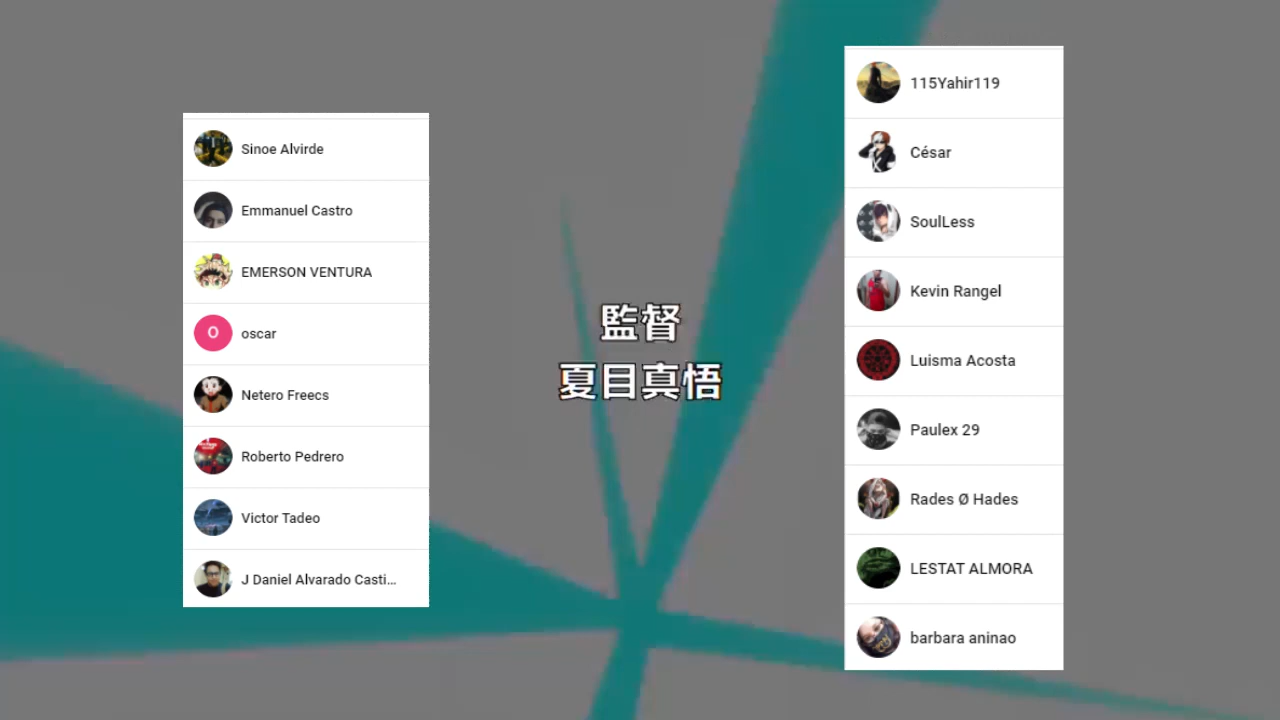 Sinoe Alvirde
Emmanuel Castro
EMERSON VENTURA
O
oscar
Netero Freecs
Roberto Pedrero
Victor Tadeo
J Daniel Alvarado Casti...
監督
夏目真悟
115Yahir119
César
SoulLess
Kevin Rangel
Luisma Acosta
Paulex 29
Rades Ø Hades
LESTAT ALMORA
barbara aninao